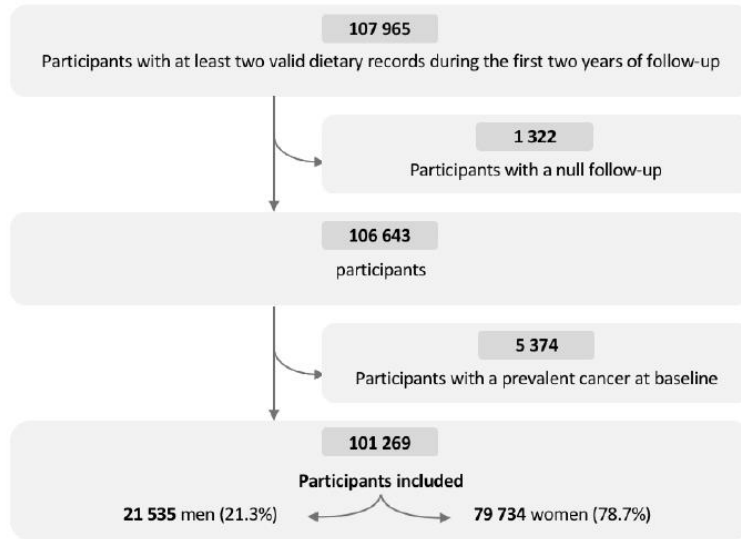 107 965
Participants with at least two valid dietary records during the first two years of follow-up
1 322
Participants with a null follow-up
106 643
participants
5 374
Participants with a prevalent cancer at baseline
101 269
Participants included
21 535 men (21.3%)
79 734 women (78.7%)